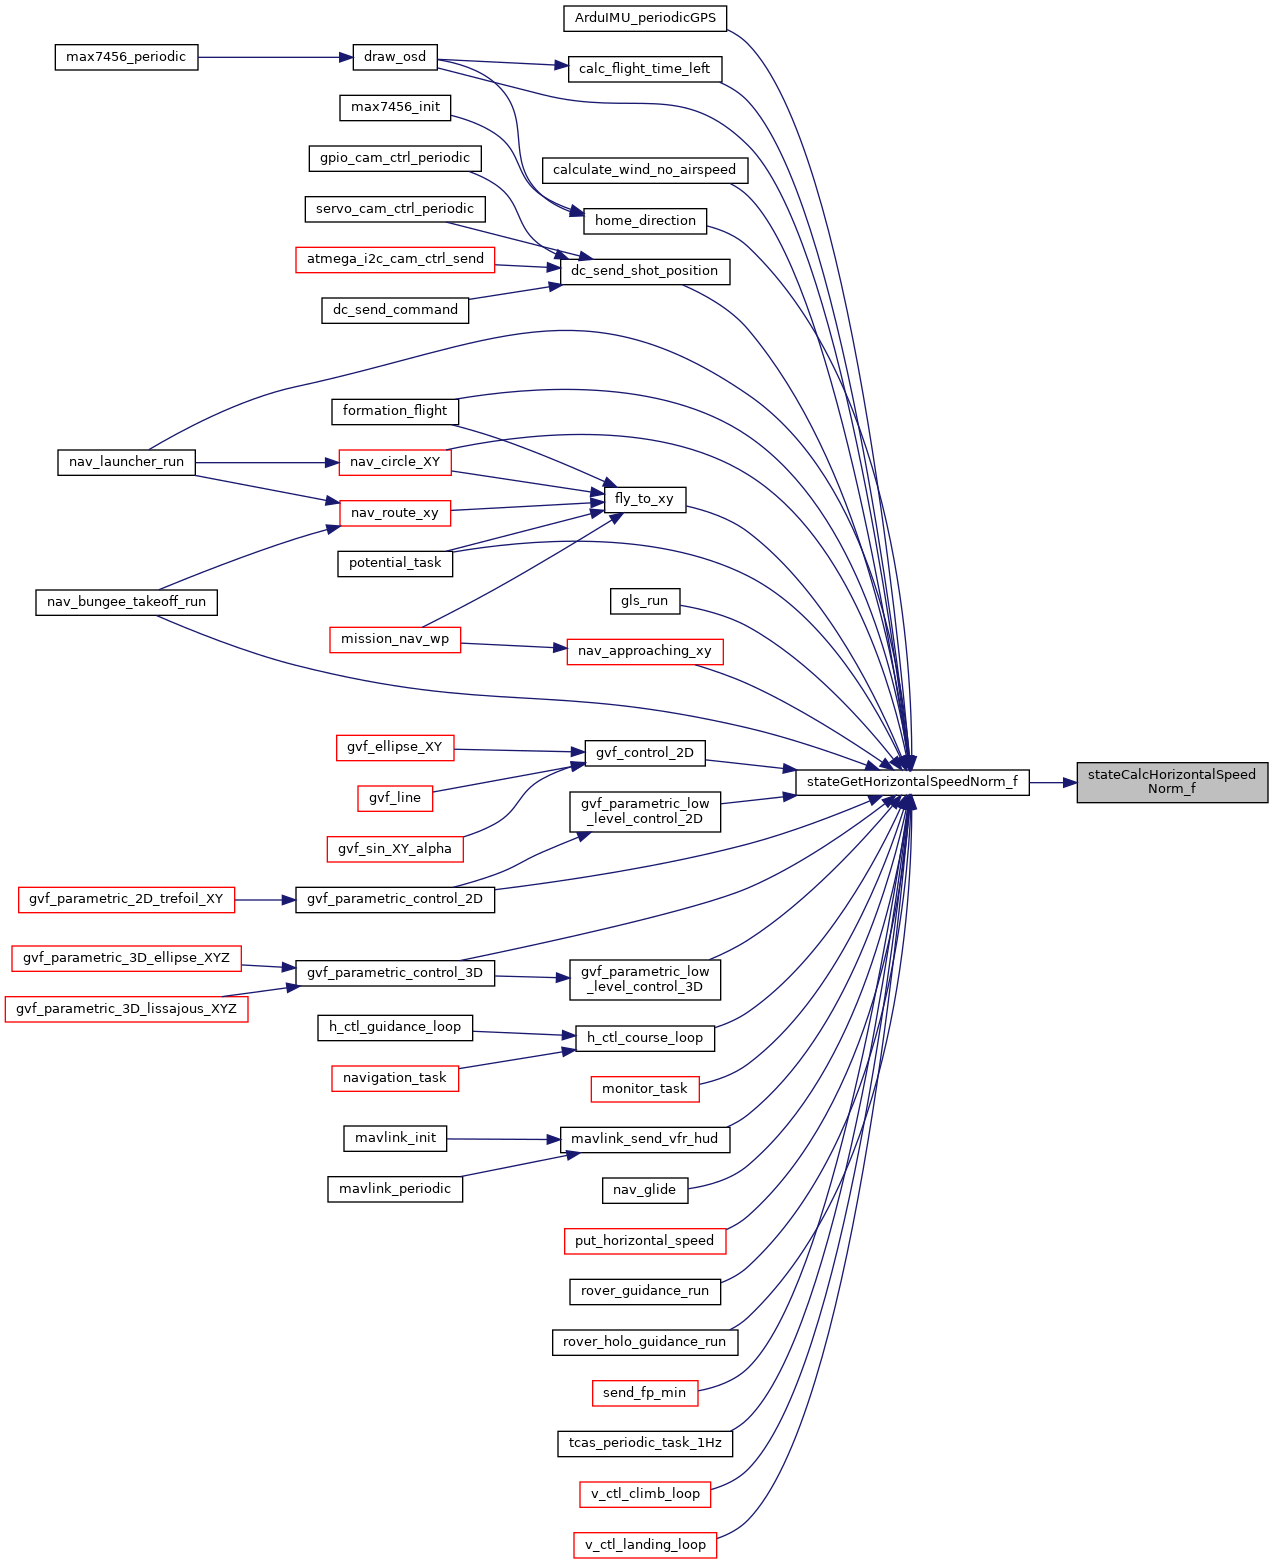 ArduIMU_periodicGPS
max7456_periodic
draw_osd
calc_flight_time_left
max7456_init
gpio_cam_ctrl_periodic
calculate_wind_no_airspeed
servo_cam_ctrl_periodic
home_direction
atmega_i2c_cam_ctrl_send
dc_send_shot_position
dc_send_command
formation_flight
nav_launcher_run
nav_circle_XY
fly_to_xy
nav_route_xy
potential_task
nav_bungee_takeoff_run
gls_run
mission_nav_wp
nav_approaching_xy
gvf_ellipse_XY
gvf_control_2D
stateGetHorizontalSpeedNorm_f
stateCalcHorizontalSpeed
Norm_f
gvf_line
gvf_parametric_low
_level_control_2D
gvf_sin_XY_alpha
gvf_parametric_2D_trefoil_XY
gvf_parametric_control_2D
gvf_parametric_3D_ellipse_XYZ
gvf_parametric_control_3D
gvf_parametric_low
_level_control_3D
gvf_parametric_3D_lissajous_XYZ
h_ctl_guidance_loop
h_ctl_course_loop
navigation_task
monitor_task
mavlink_init
mavlink_send_vfr_hud
mavlink_periodic
nav_glide
put_horizontal_speed
rover_guidance_run
rover_holo_guidance_run
send_fp_min
tcas_periodic_task_1Hz
v_ctl_climb_loop
v_ctl_landing_loop